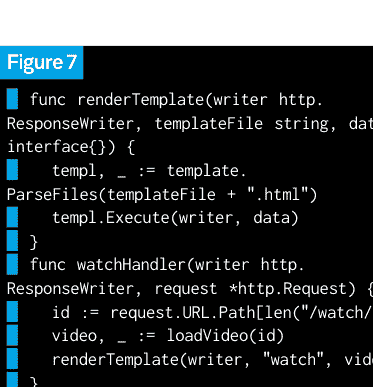 Figure 7
func renderTemplate(writer http.
ResponseWriter, templateFile string, dat
interface{}) {
templ, _ := template.
ParseFiles(templateFile + ".html")
templ.Execute(writer, data)
}
func watchHandler(writer http.
ResponseWriter, request *http.Request) {
id := request.URL.Path[len("/watch/
video, _ := loadVideo(id)
renderTemplate(writer, "watch", vid
}